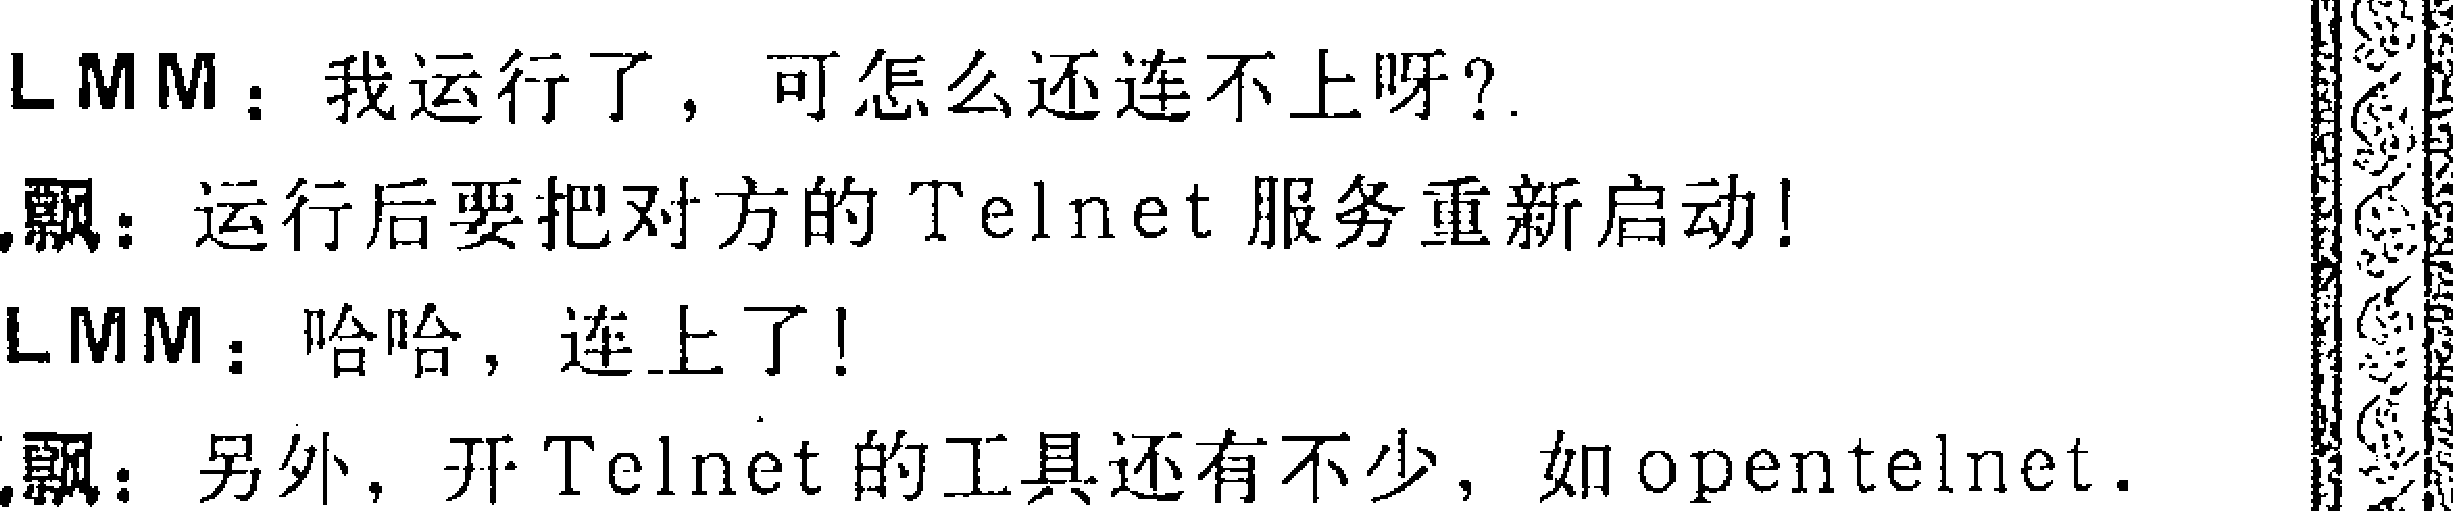 LMM：我运行了，可怎么还连不上呀？.
飘：运行后要把对方的 Telnet 服务重新启动！
LMM：哈哈，连上了！
飘：另外，开 Telnet 的工具还有不少，如 opentelnet.